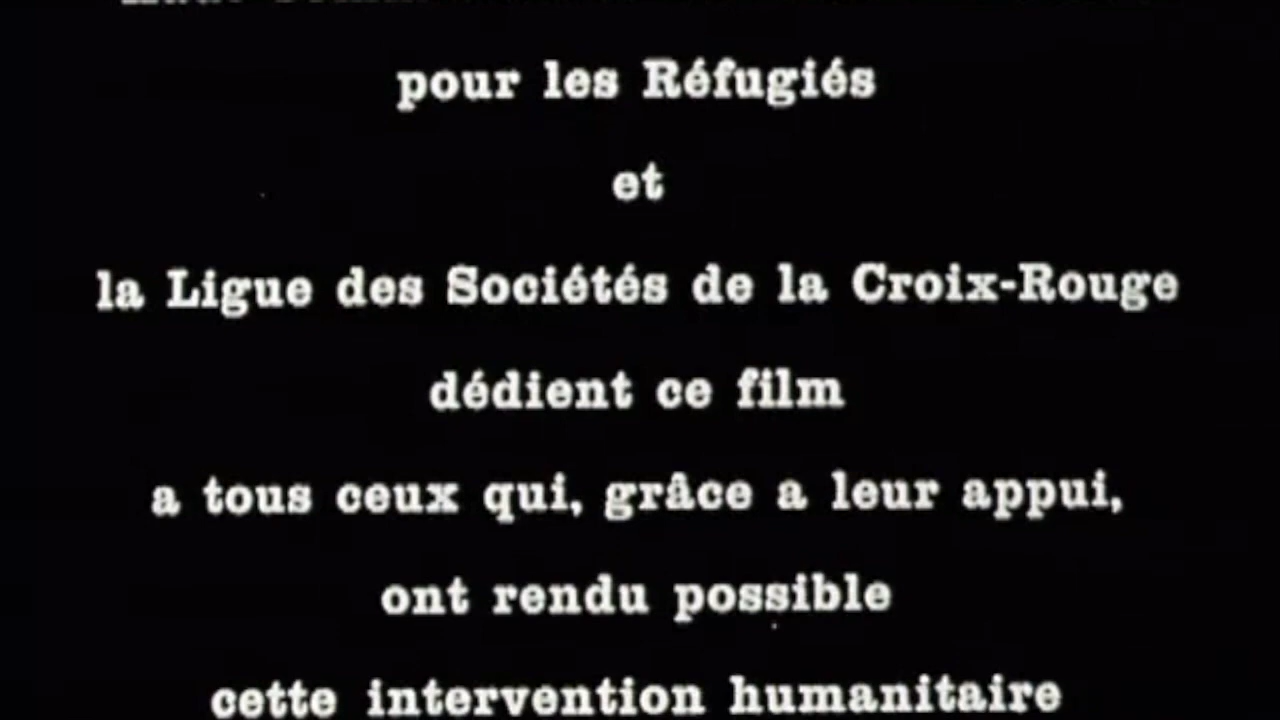 pour les Réfugiés
et
la Ligue des Sociétés de la Croix-Rouge
dédient ce film
a tous ceux qui, grâce a leur appui,
ont rendu possible
cette intervention humanitaire